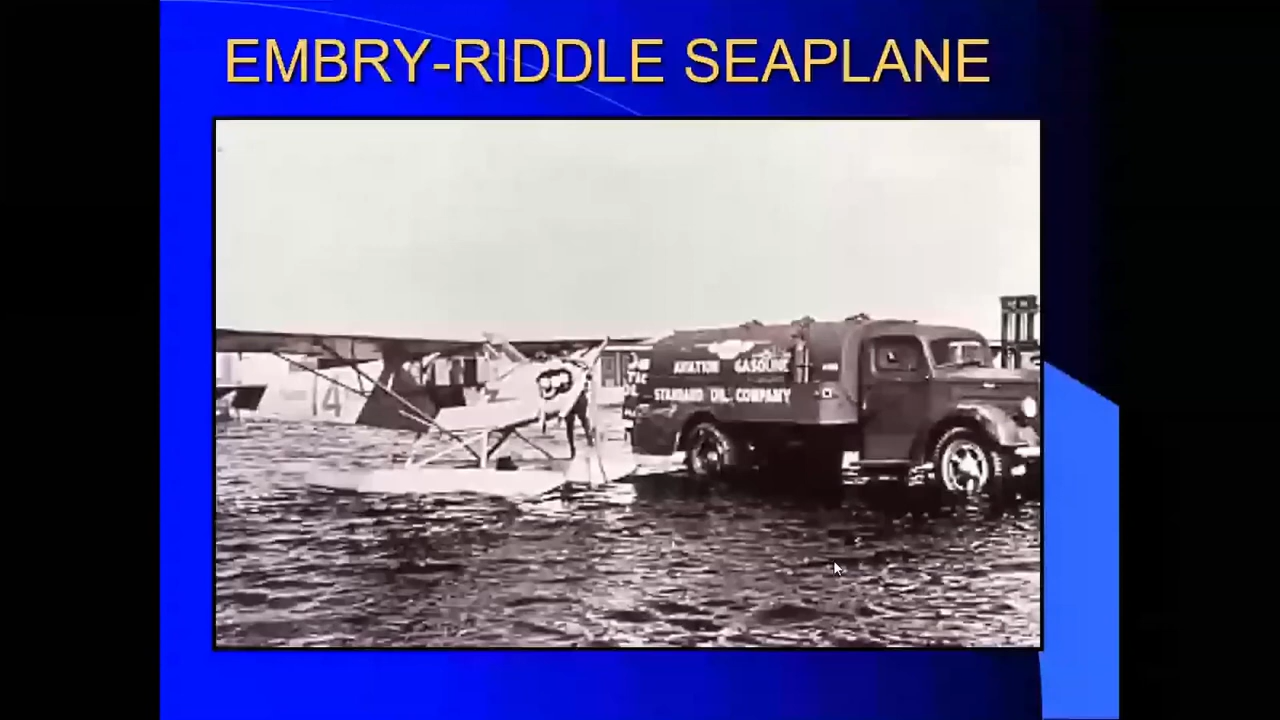 EMBRY-RIDDLE SEAPLANE
AVIATION GASOLINE
STANDARD OIL COMPANY
14